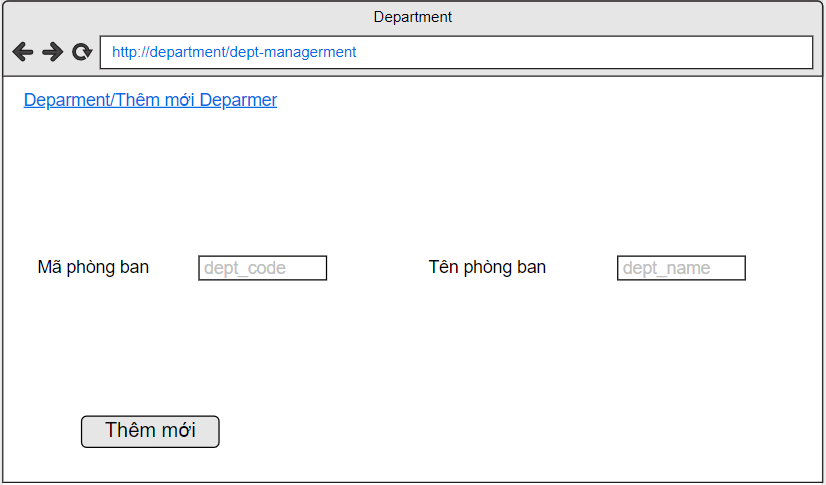 Department
http://department/dept-managerment
Deparment/Thêm mới Deparmer
Mã phòng ban dept_code Tên phòng ban dept_name
Thêm mới